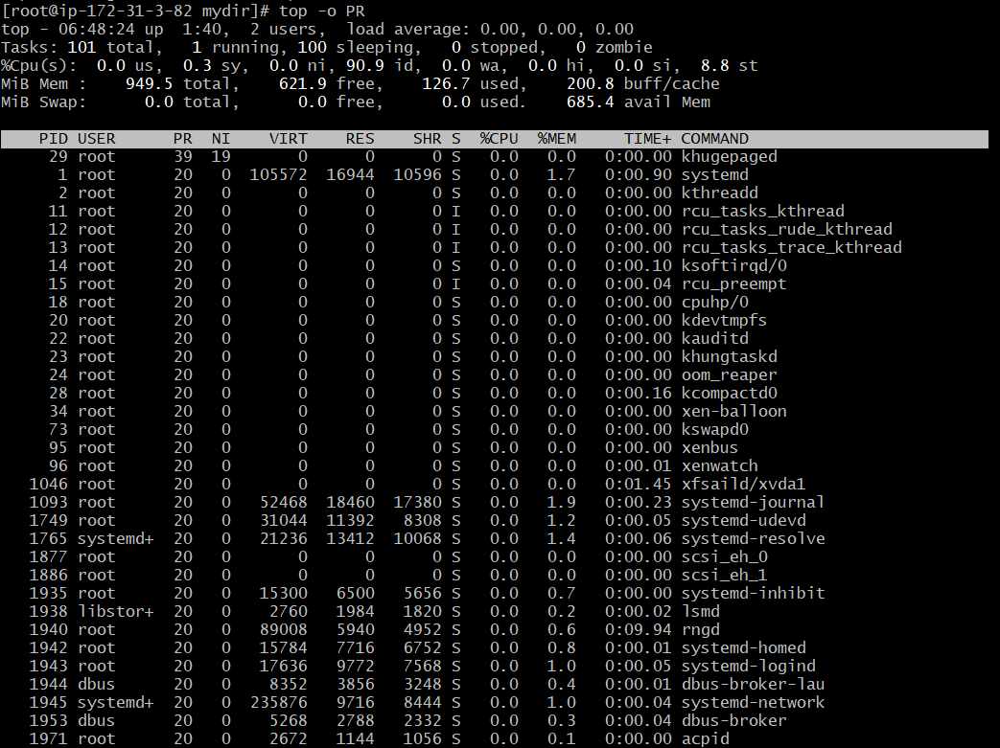 [root@ip-172-31-3-82 mydir]# top -o PR
top - 06:48:24 up  1:40,  2 users,  load average: 0.00, 0.00, 0.00
Tasks: 101 total,   1 running, 100 sleeping,   0 stopped,   0 zombie
%Cpu(s):  0.0 us,  0.3 sy,  0.0 ni, 90.9 id,  0.0 wa,  0.0 hi,  0.0 si,  8.8 st
MiB Mem :    949.5 total,    621.9 free,    126.7 used,    200.8 buff/cache
MiB Swap:      0.0 total,      0.0 free,      0.0 used.    685.4 avail Mem
PID USER      PR  NI    VIRT    RES    SHR S  %CPU  %MEM     TIME+ COMMAND
29 root      39  19       0      0      0 S   0.0   0.0   0:00.00 khugepaged
1 root      20   0  105572  16944  10596 S   0.0   1.7   0:00.90 systemd
2 root      20   0       0      0      0 S   0.0   0.0   0:00.00 kthreadd
11 root      20   0       0      0      0 I   0.0   0.0   0:00.00 rcu_tasks_kthread
12 root      20   0       0      0      0 I   0.0   0.0   0:00.00 rcu_tasks_rude_kthread
13 root      20   0       0      0      0 I   0.0   0.0   0:00.00 rcu_tasks_trace_kthread
14 root      20   0       0      0      0 S   0.0   0.0   0:00.10 ksoftirqd/0
15 root      20   0       0      0      0 I   0.0   0.0   0:00.04 rcu_preempt
18 root      20   0       0      0      0 S   0.0   0.0   0:00.00 cpuhp/0
20 root      20   0       0      0      0 S   0.0   0.0   0:00.00 kdevtmpfs
22 root      20   0       0      0      0 S   0.0   0.0   0:00.00 kauditd
23 root      20   0       0      0      0 S   0.0   0.0   0:00.00 khungtaskd
24 root      20   0       0      0      0 S   0.0   0.0   0:00.00 oom_reaper
28 root      20   0       0      0      0 S   0.0   0.0   0:00.16 kcompactd0
34 root      20   0       0      0      0 S   0.0   0.0   0:00.00 xen-balloon
73 root      20   0       0      0      0 S   0.0   0.0   0:00.00 kswapd0
95 root      20   0       0      0      0 S   0.0   0.0   0:00.00 xenbus
96 root      20   0       0      0      0 S   0.0   0.0   0:00.01 xenwatch
1046 root      20   0       0      0      0 S   0.0   0.0   0:01.45 xfsaild/xvda1
1093 root      20   0   52468  18460  17380 S   0.0   1.9   0:00.23 systemd-journal
1749 root      20   0   31044  11392   8308 S   0.0   1.2   0:00.05 systemd-udevd
1765 systemd+  20   0   21236  13412  10068 S   0.0   1.4   0:00.06 systemd-resolve
1877 root      20   0       0      0      0 S   0.0   0.0   0:00.00 scsi_eh_0
1886 root      20   0       0      0      0 S   0.0   0.0   0:00.00 scsi_eh_1
1935 root      20   0   15300   6500   5656 S   0.0   0.7   0:00.00 systemd-inhibit
1938 libstor+  20   0    2760   1984   1820 S   0.0   0.2   0:00.02 lsmd
1940 root      20   0   89008   5940   4952 S   0.0   0.6   0:09.94 rngd
1942 root      20   0   15784   7716   6752 S   0.0   0.8   0:00.01 systemd-homed
1943 root      20   0   17636   9772   7568 S   0.0   1.0   0:00.05 systemd-logind
1944 dbus      20   0    8352   3856   3248 S   0.0   0.4   0:00.01 dbus-broker-lau
1945 systemd+  20   0  235876   9716   8444 S   0.0   1.0   0:00.04 systemd-network
1953 dbus      20   0    5268   2788   2332 S   0.0   0.3   0:00.04 dbus-broker
1971 root      20   0    2672   1144   1056 S   0.0   0.1   0:00.00 acpid